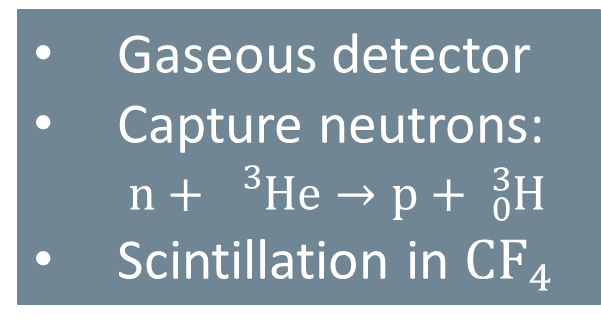 • Gaseous detector
• Capture neutrons:
n + ³He → p + ³₀H
• Scintillation in CF₄